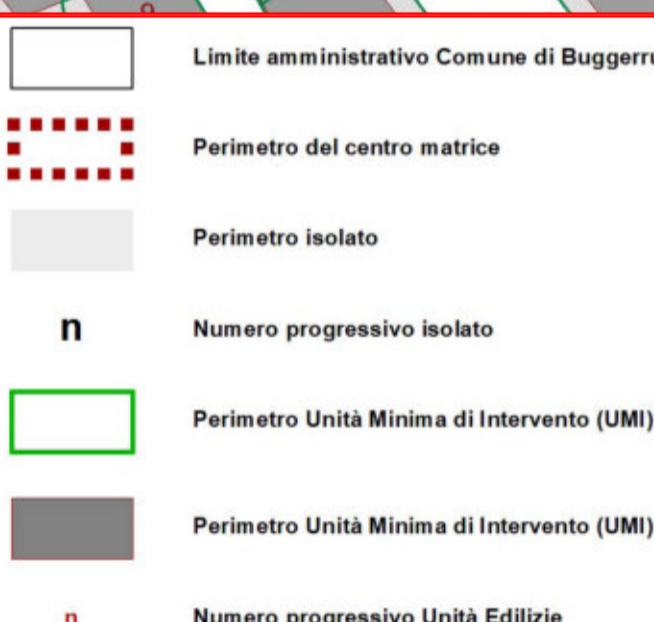 Limite amministrativo Comune di Buggerru
Perimetro del centro matrice
Perimetro isolato
n Numero progressivo isolato
Perimetro Unità Minima di Intervento (UMI)
Perimetro Unità Minima di Intervento (UMI)
n Numero progressivo Unità Edilizie